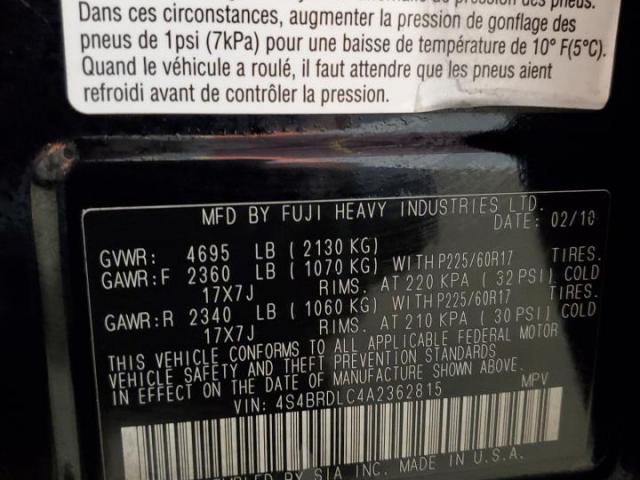 Dans ces circonstances, augmenter la pression de gonflage des
pneus de 1psi (7kPa) pour une baisse de température de 10° F(5°C).
Quand le véhicule a roulé, il faut attendre que les pneus aient
refroidi avant de contrôler la pression.
MFD BY FUJI HEAVY INDUSTRIES LTD.
DATE: 02/10
GVWR: 4695 LB ( 2130 KG)
GAWR:F 2360 LB ( 1070 KG) WITH P225/60R17 TIRES.
17X7J RIMS. AT 220 KPA ( 32 PSI) COLD
GAWR:R 2340 LB ( 1060 KG) WITH P225/60R17 TIRES.
17X7J RIMS. AT 210 KPA ( 30 PSI) COLD
THIS VEHICLE CONFORMS TO ALL APPLICABLE FEDERAL MOTOR
VEHICLE SAFETY AND THEFT PREVENTION STANDARDS
IN EFFECT ON THE DATE OF MANUFACTURE SHOWN ABOVE.
VIN: 4S4BRDLC4A2362815 MPV
BY SIA INC. MADE IN U.S.A.